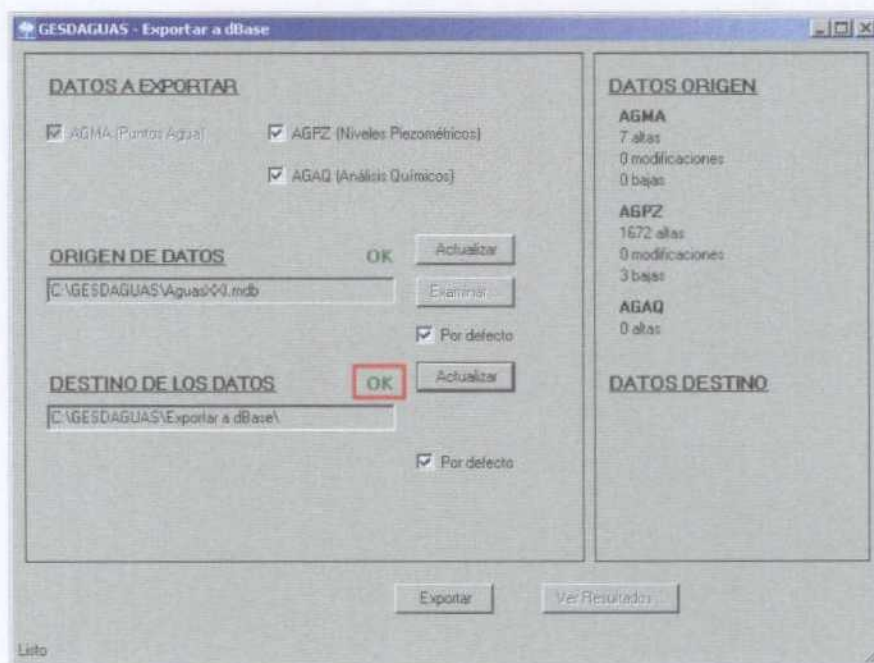 GESDAGUAS - Exportar a dBase
DATOS A EXPORTAR
AGMA (Puntos Agua)
AGPZ (Niveles Piezométricos)
AGAQ (Análisis Químicos)
ORIGEN DE DATOS
OK
Actualizar
C:\GESDAGUAS\AguasXXI.mdb
Examinar...
Por defecto
DESTINO DE LOS DATOS
OK
Actualizar
C:\GESDAGUAS\Exportar a dBase\
Por defecto
DATOS ORIGEN
AGMA
7 altas
0 modificaciones
0 bajas
AGPZ
1672 altas
0 modificaciones
3 bajas
AGAQ
0 altas
DATOS DESTINO
Exportar
Ver Resultados...
Listo